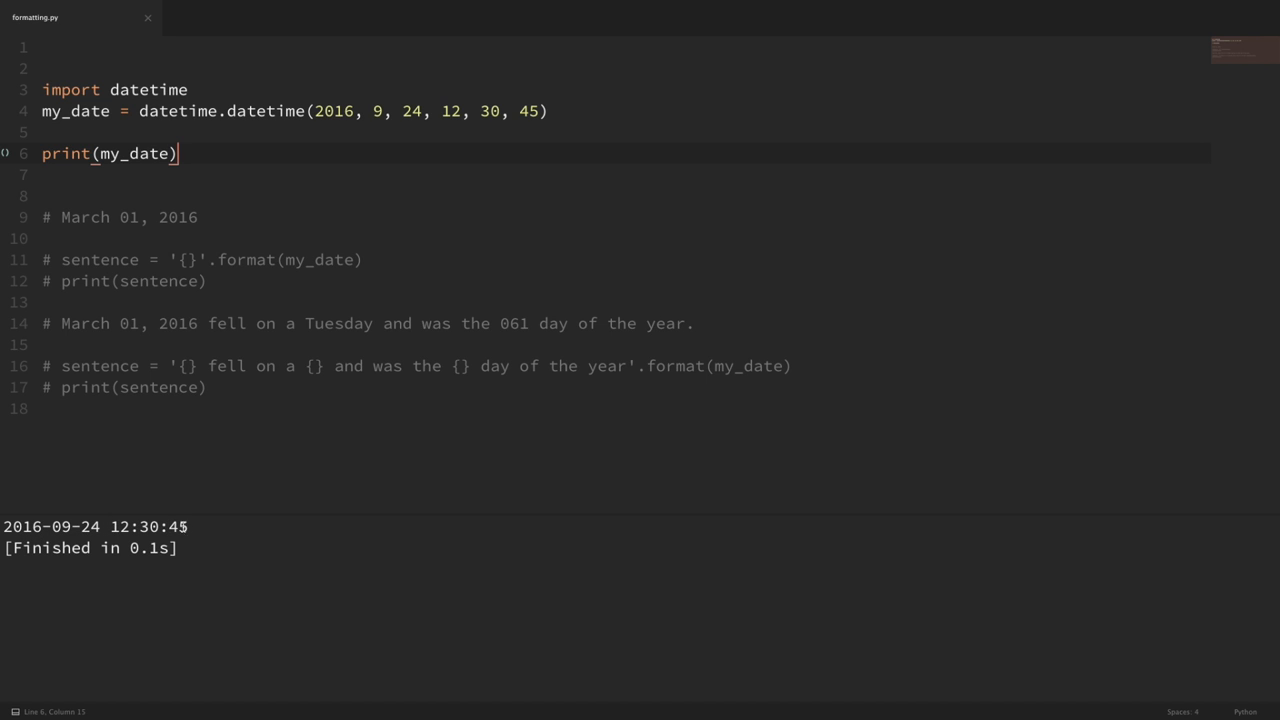 formatting.py
1
2
3 import datetime
4 my_date = datetime.datetime(2016, 9, 24, 12, 30, 45)
5
() 6 print(my_date)
7
8
9 # March 01, 2016
10
11 # sentence = '{}'.format(my_date)
12 # print(sentence)
13
14 # March 01, 2016 fell on a Tuesday and was the 061 day of the year.
15
16 # sentence = '{} fell on a {} and was the {} day of the year'.format(my_date)
17 # print(sentence)
18
2016-09-24 12:30:45
[Finished in 0.1s]
Line 6, Column 15
Spaces: 4
Python